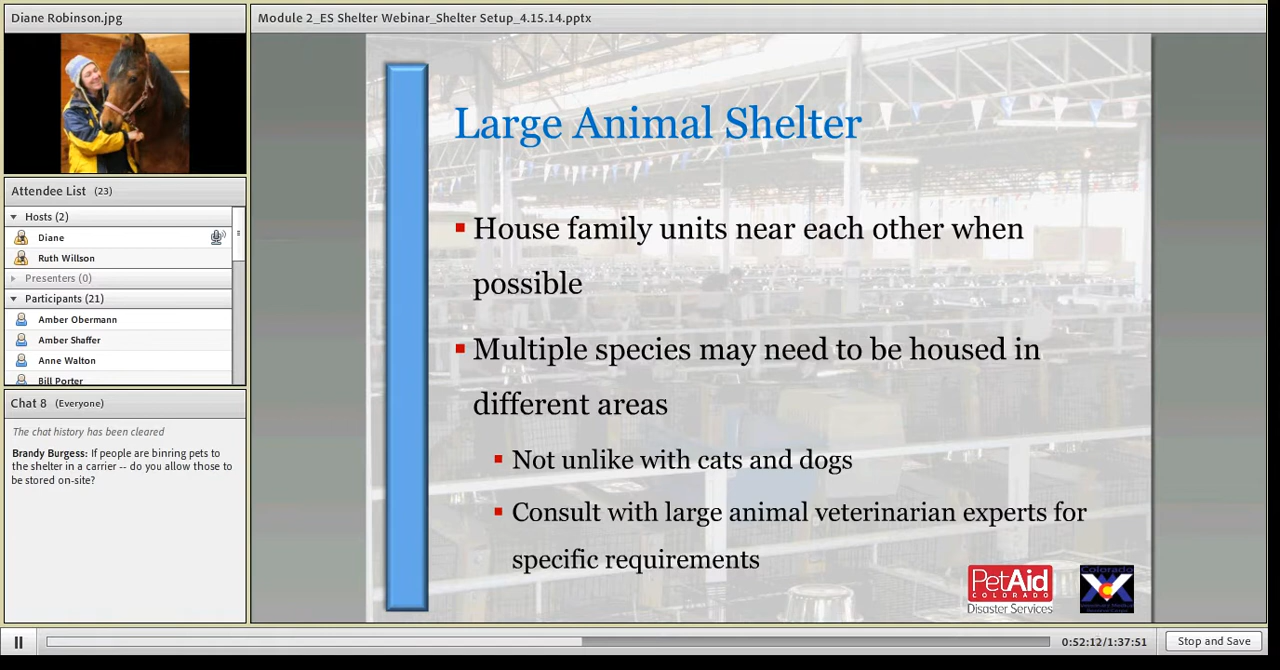 Diane Robinson.jpg
Module 2_ES Shelter Webinar_Shelter Setup_4.15.14.pptx
Attendee List (23)
Hosts (2)
Diane
Ruth Willson
Presenters (0)
Participants (21)
Amber Obermann
Amber Shaffer
Anne Walton
Bill Porter
Chat 8 (Everyone)
The chat history has been cleared
Brandy Burgess: If people are binring pets
to the shelter in a carrier -- do you allow those to
be stored on-site?
Large Animal Shelter
House family units near each other when
possible
Multiple species may need to be housed in
different areas
Not unlike with cats and dogs
Consult with large animal veterinarian experts for
specific requirements
PetAid
COLORADO
Disaster Services
Colorado
0:52:12/1:37:51
Stop and Save